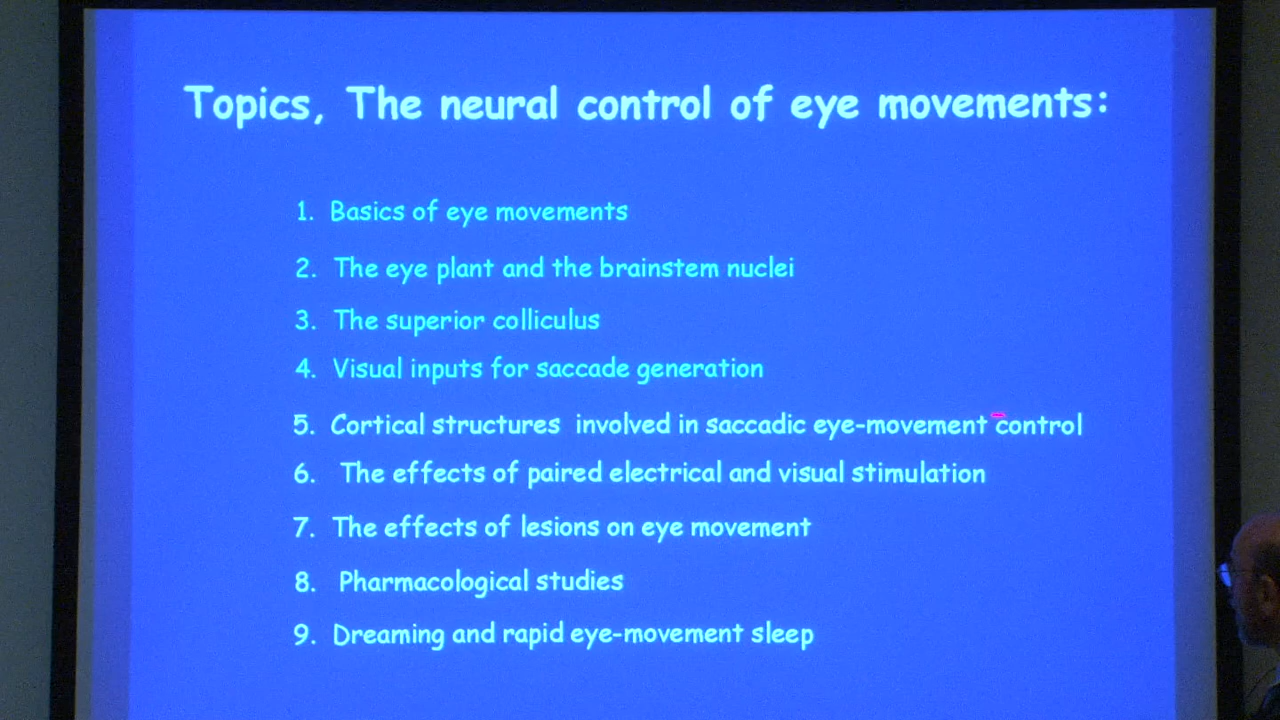 Topics, The neural control of eye movements:
1. Basics of eye movements
2. The eye plant and the brainstem nuclei
3. The superior colliculus
4. Visual inputs for saccade generation
5. Cortical structures involved in saccadic eye-movement control
6. The effects of paired electrical and visual stimulation
7. The effects of lesions on eye movement
8. Pharmacological studies
9. Dreaming and rapid eye-movement sleep